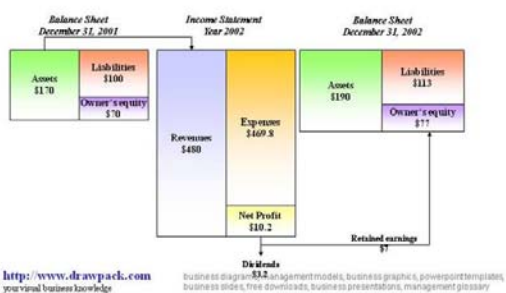 Balance Sheet
December 31, 2001
Income Statement
Year 2002
Balance Sheet
December 31, 2002
Assets
$170
Liabilities
$100
Owner's equity
$70
Revenues
$480
Expenses
$469.8
Net Profit
$10.2
Assets
$190
Liabilities
$113
Owner's equity
$77
Retained earnings
$7
Dividends
$3.2
http://www.drawpack.com
your visual business knowledge
business diagrams, management models, business graphics, powerpoint templates,
business slides, free downloads, business presentations, management glossary